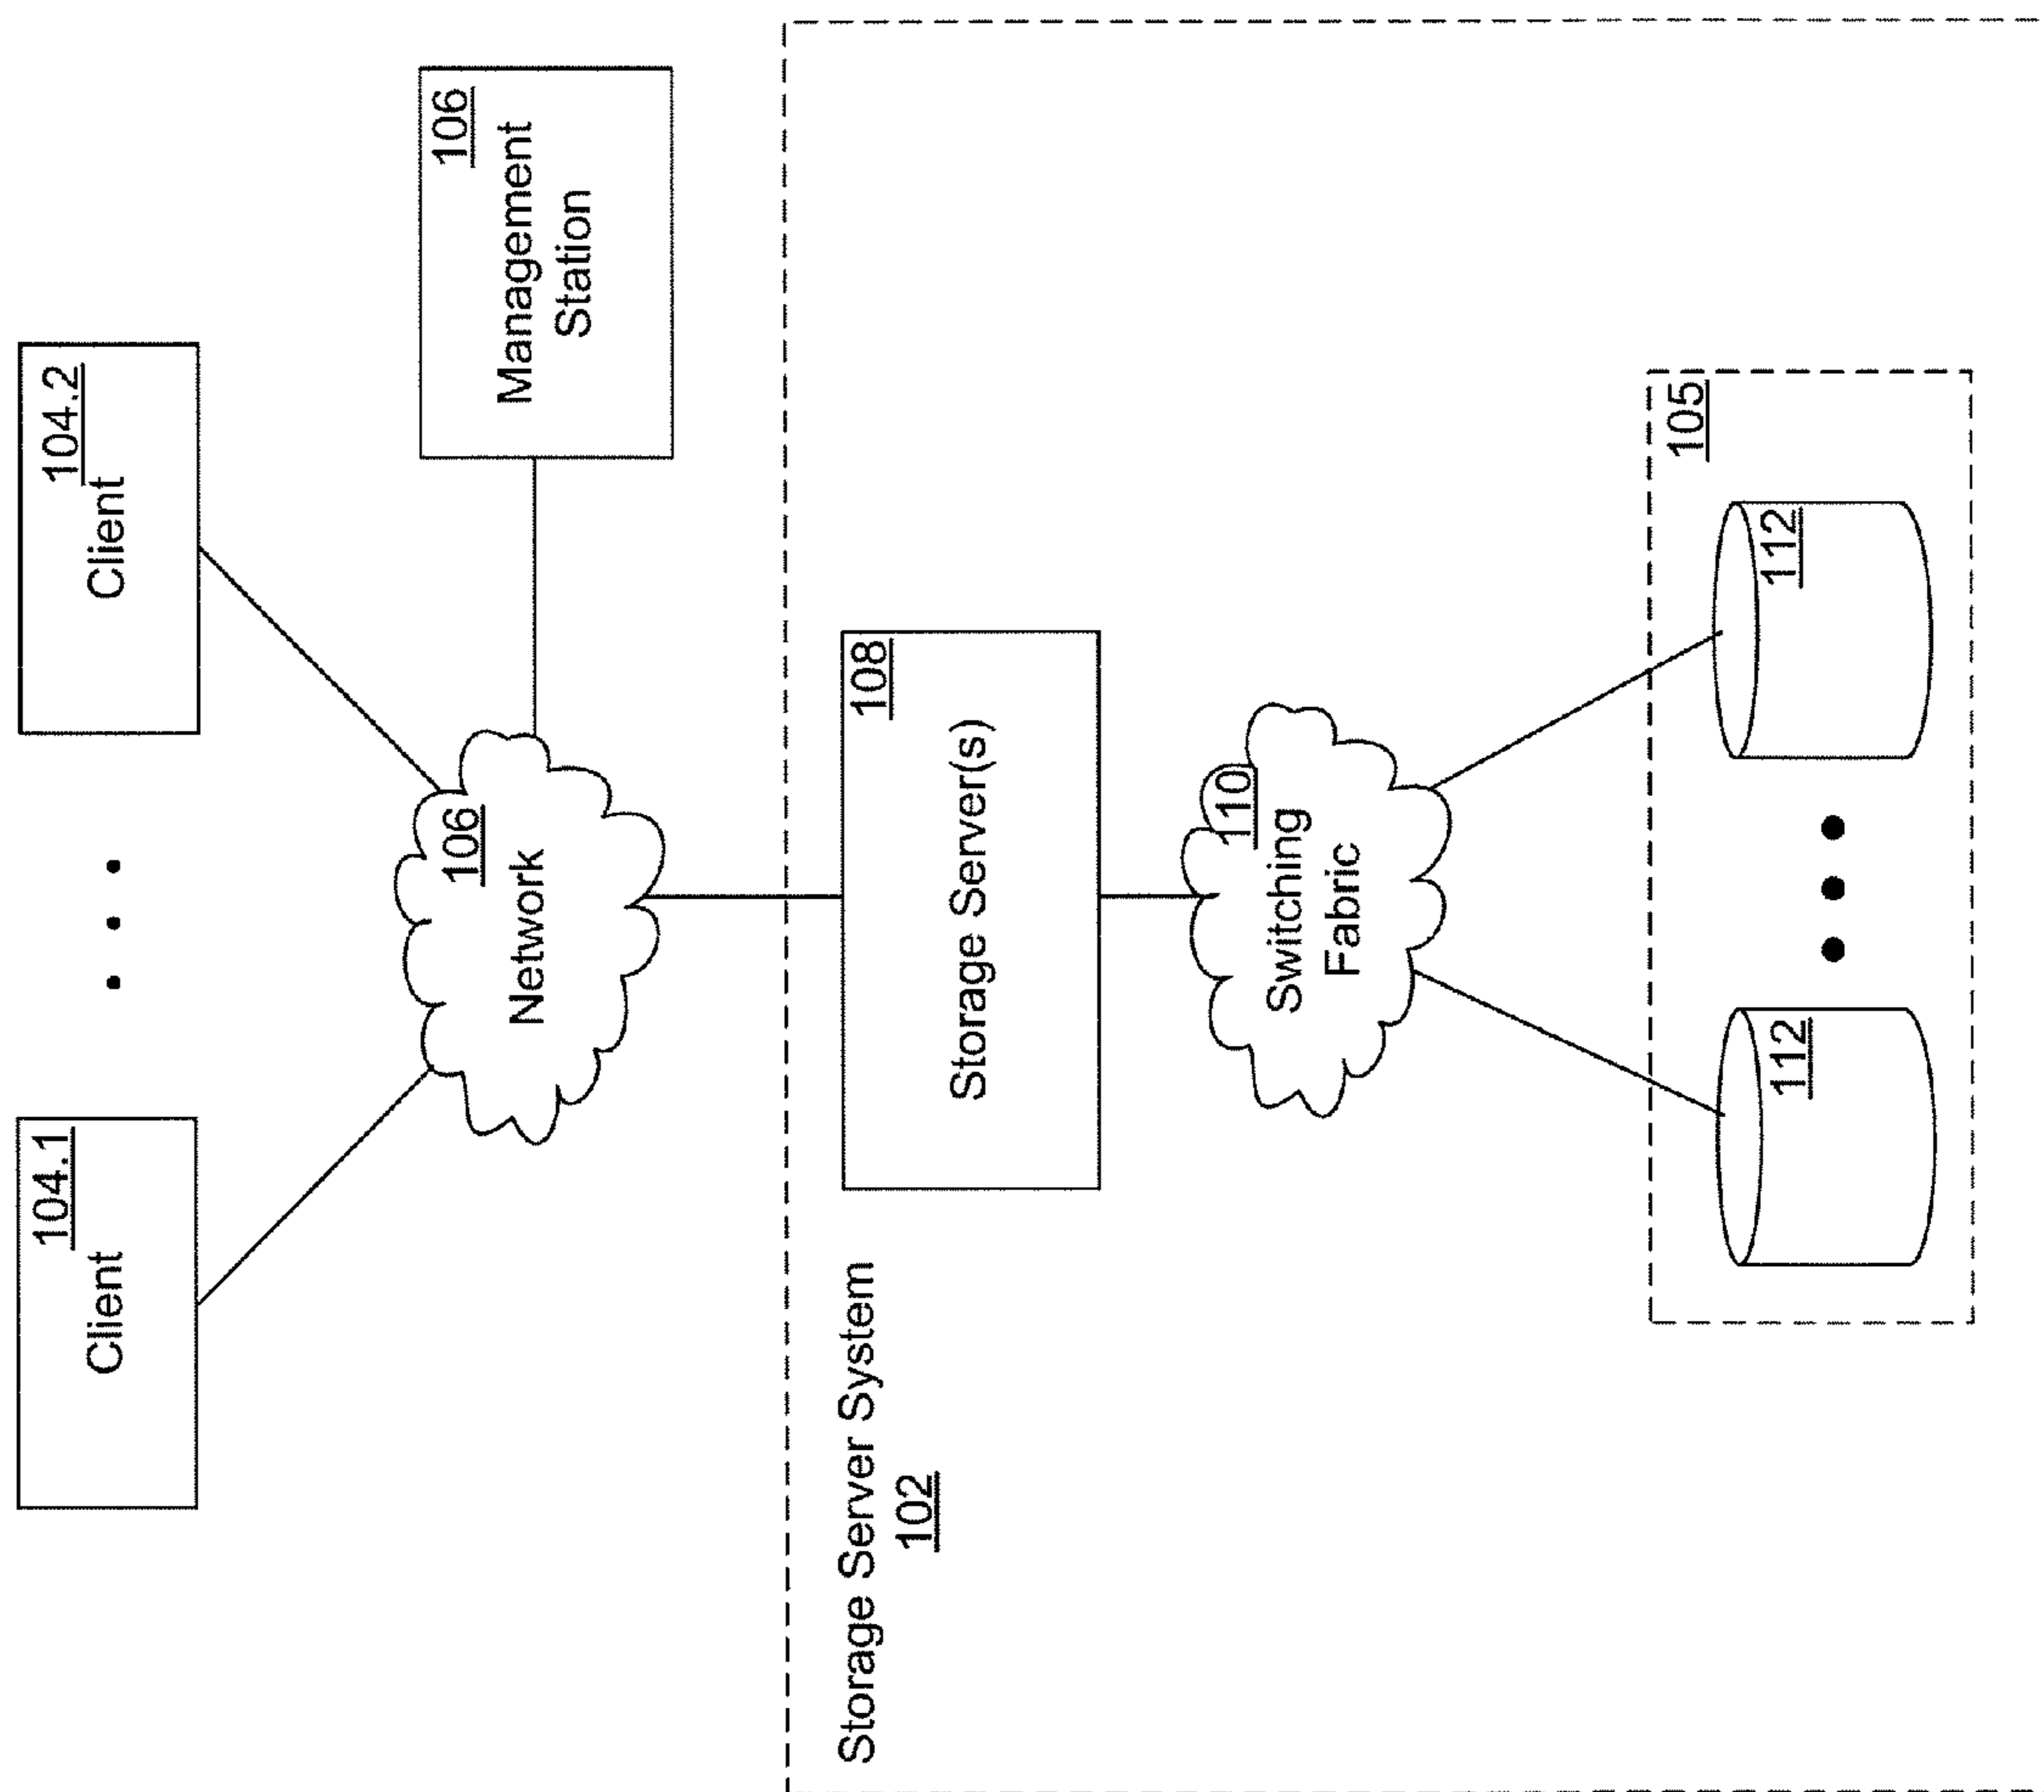 104.1
Client
104.2
Client
106
Network
106
Management
Station
Storage Server System
102
108
Storage Server(s)
110
Switching
Fabric
105
112
112